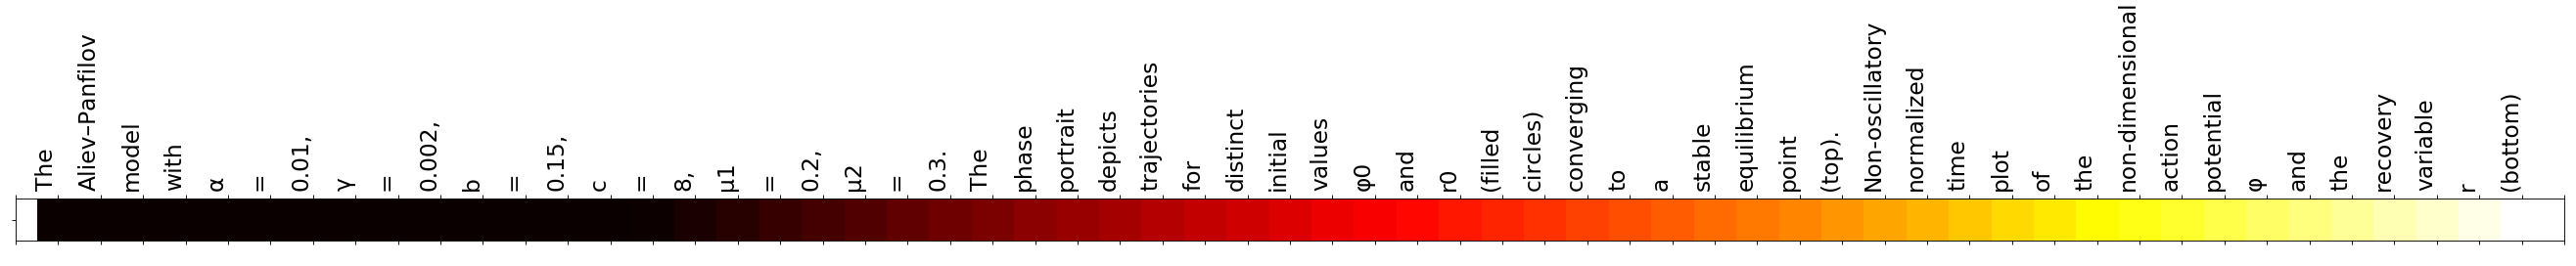 The Aliev–Panfilov model with α = 0.01, γ = 0.002, b = 0.15, c = 8, μ1 = 0.2, μ2 = 0.3. The phase portrait depicts trajectories for distinct initial values φ0 and r0 (filled circles) converging to a stable equilibrium point (top). Non-oscillatory normalized time plot of the non-dimensional action potential φ and the recovery variable r (bottom)